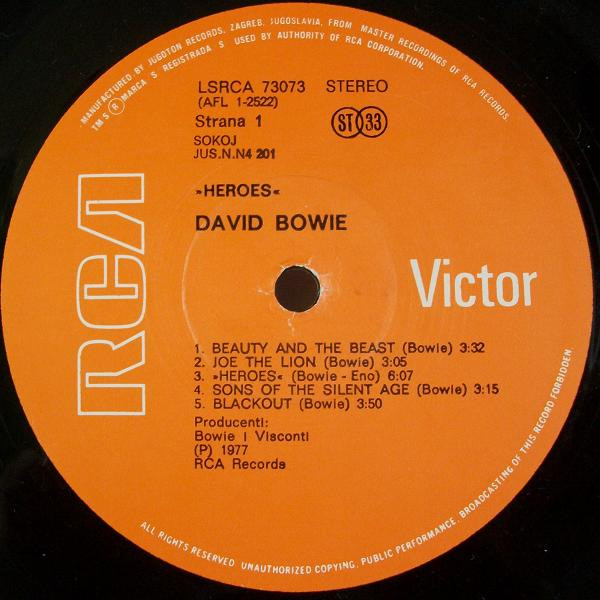 MANUFACTURED BY JUGOTON RECORDS, ZAGREB, JUGOSLAVIA, FROM MASTER RECORDINGS OF RCA RECORDS.
TM S ® MARCA S REGISTRADA S USED BY AUTHORITY OF RCA CORPORATION.
LSRCA 73073 STEREO
(AFL 1-2522)
Strana 1
ST 33
SOKOJ
JUS.N.N4 201
»HEROES«
DAVID BOWIE
RCA
Victor
1. BEAUTY AND THE BEAST (Bowie) 3:32
2. JOE THE LION (Bowie) 3:05
3. »HEROES« (Bowie - Eno) 6:07
4. SONS OF THE SILENT AGE (Bowie) 3:15
5. BLACKOUT (Bowie) 3:50
Producenti:
Bowie i Visconti
(P) 1977
RCA Records
ALL RIGHTS RESERVED UNAUTHORIZED COPYING, PUBLIC PERFORMANCE, BROADCASTING OF THIS RECORD FORBIDDEN.